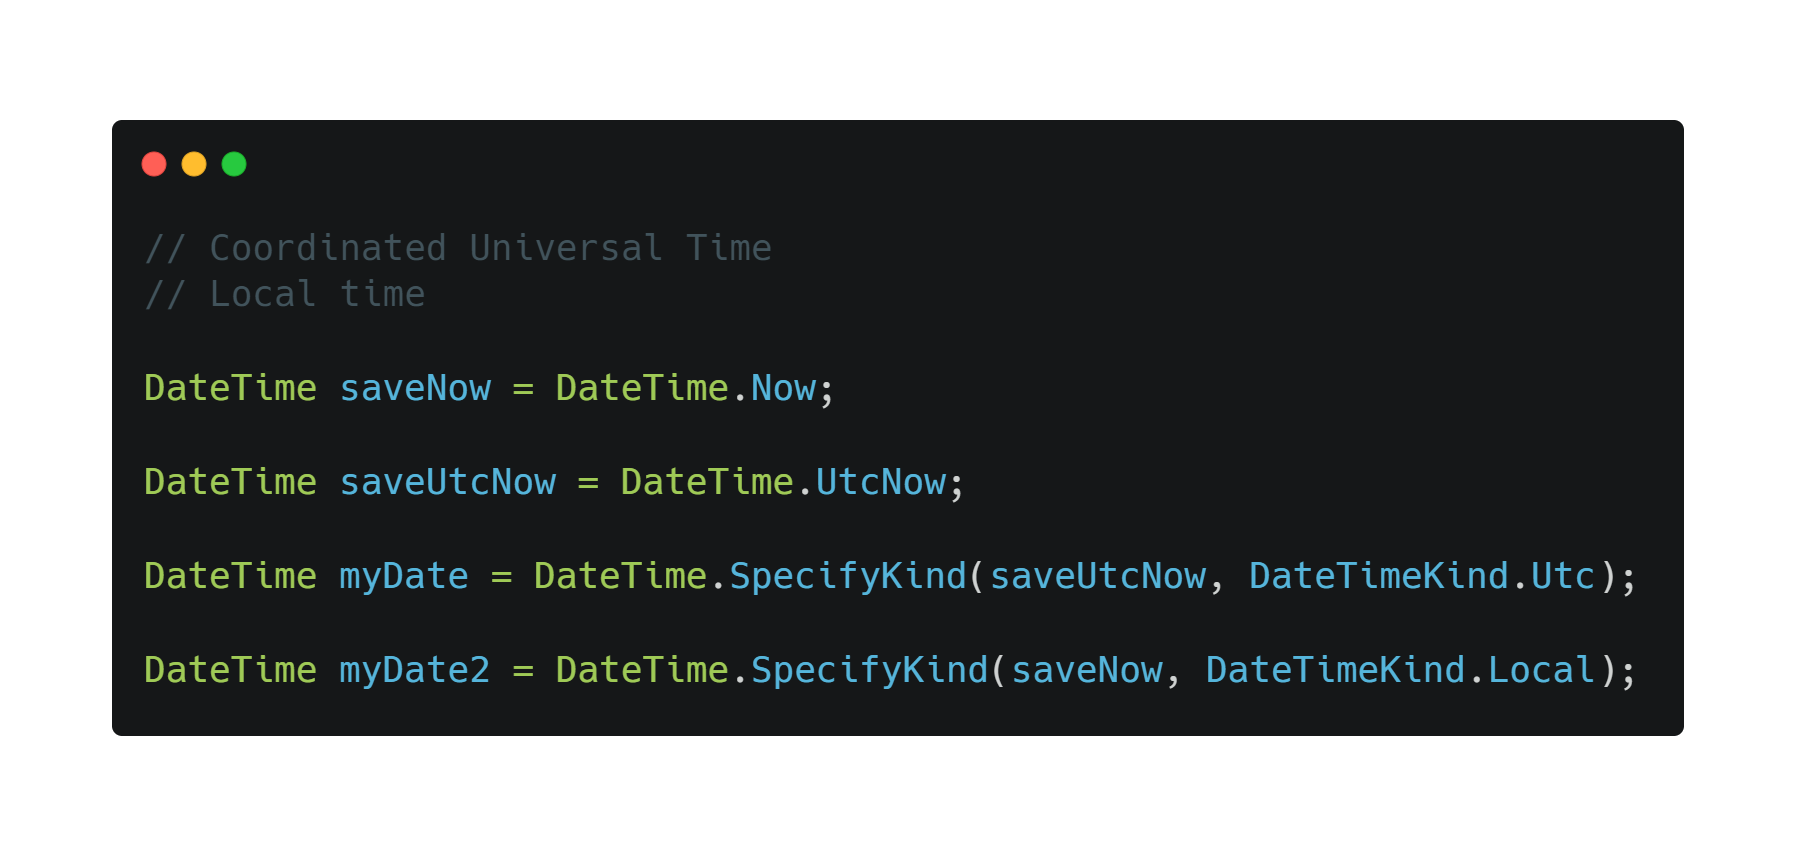 // Coordinated Universal Time
// Local time
DateTime saveNow = DateTime.Now;
DateTime saveUtcNow = DateTime.UtcNow;
DateTime myDate = DateTime.SpecifyKind(saveUtcNow, DateTimeKind.Utc);
DateTime myDate2 = DateTime.SpecifyKind(saveNow, DateTimeKind.Local);